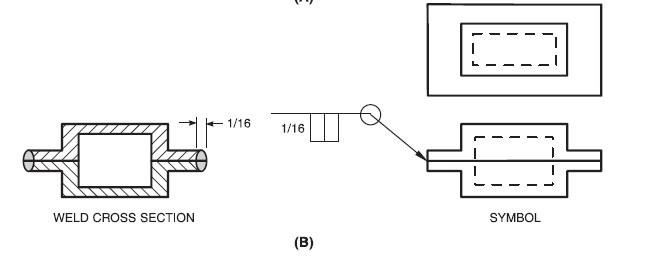 (A)
1/16
1/16
WELD CROSS SECTION
SYMBOL
(B)